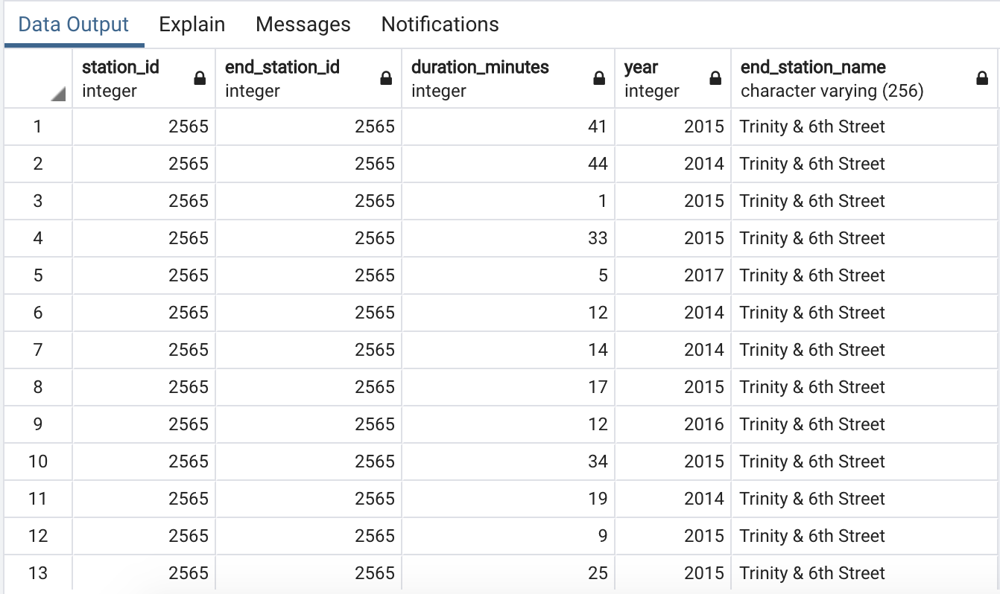 Data Output Explain Messages Notifications
station_id end_station_id duration_minutes year end_station_name
integer integer integer integer character varying (256)
1 2565 2565 41 2015 Trinity & 6th Street
2 2565 2565 44 2014 Trinity & 6th Street
3 2565 2565 1 2015 Trinity & 6th Street
4 2565 2565 33 2015 Trinity & 6th Street
5 2565 2565 5 2017 Trinity & 6th Street
6 2565 2565 12 2014 Trinity & 6th Street
7 2565 2565 14 2014 Trinity & 6th Street
8 2565 2565 17 2015 Trinity & 6th Street
9 2565 2565 12 2016 Trinity & 6th Street
10 2565 2565 34 2015 Trinity & 6th Street
11 2565 2565 19 2014 Trinity & 6th Street
12 2565 2565 9 2015 Trinity & 6th Street
13 2565 2565 25 2015 Trinity & 6th Street